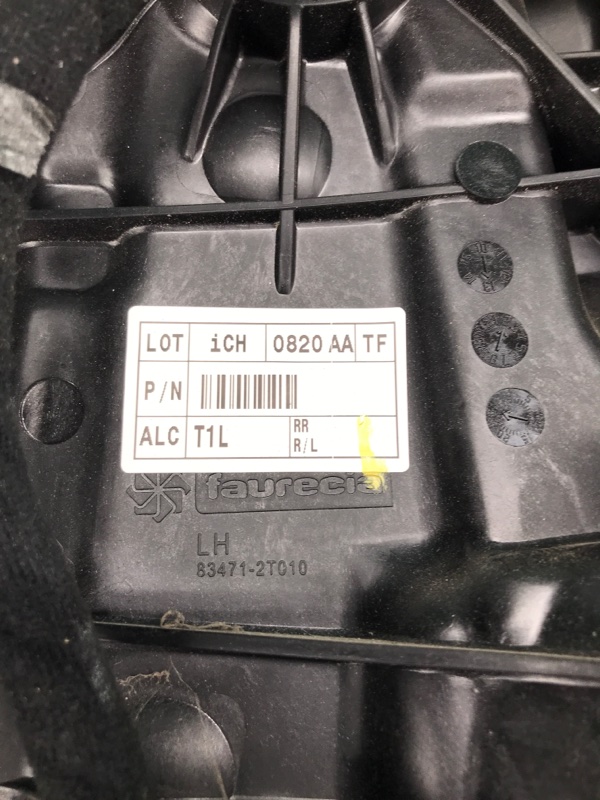 LOT iCH 0820 AA TF
P/N
ALC T1L RR
R/L
faurecia
LH
83471-2T010